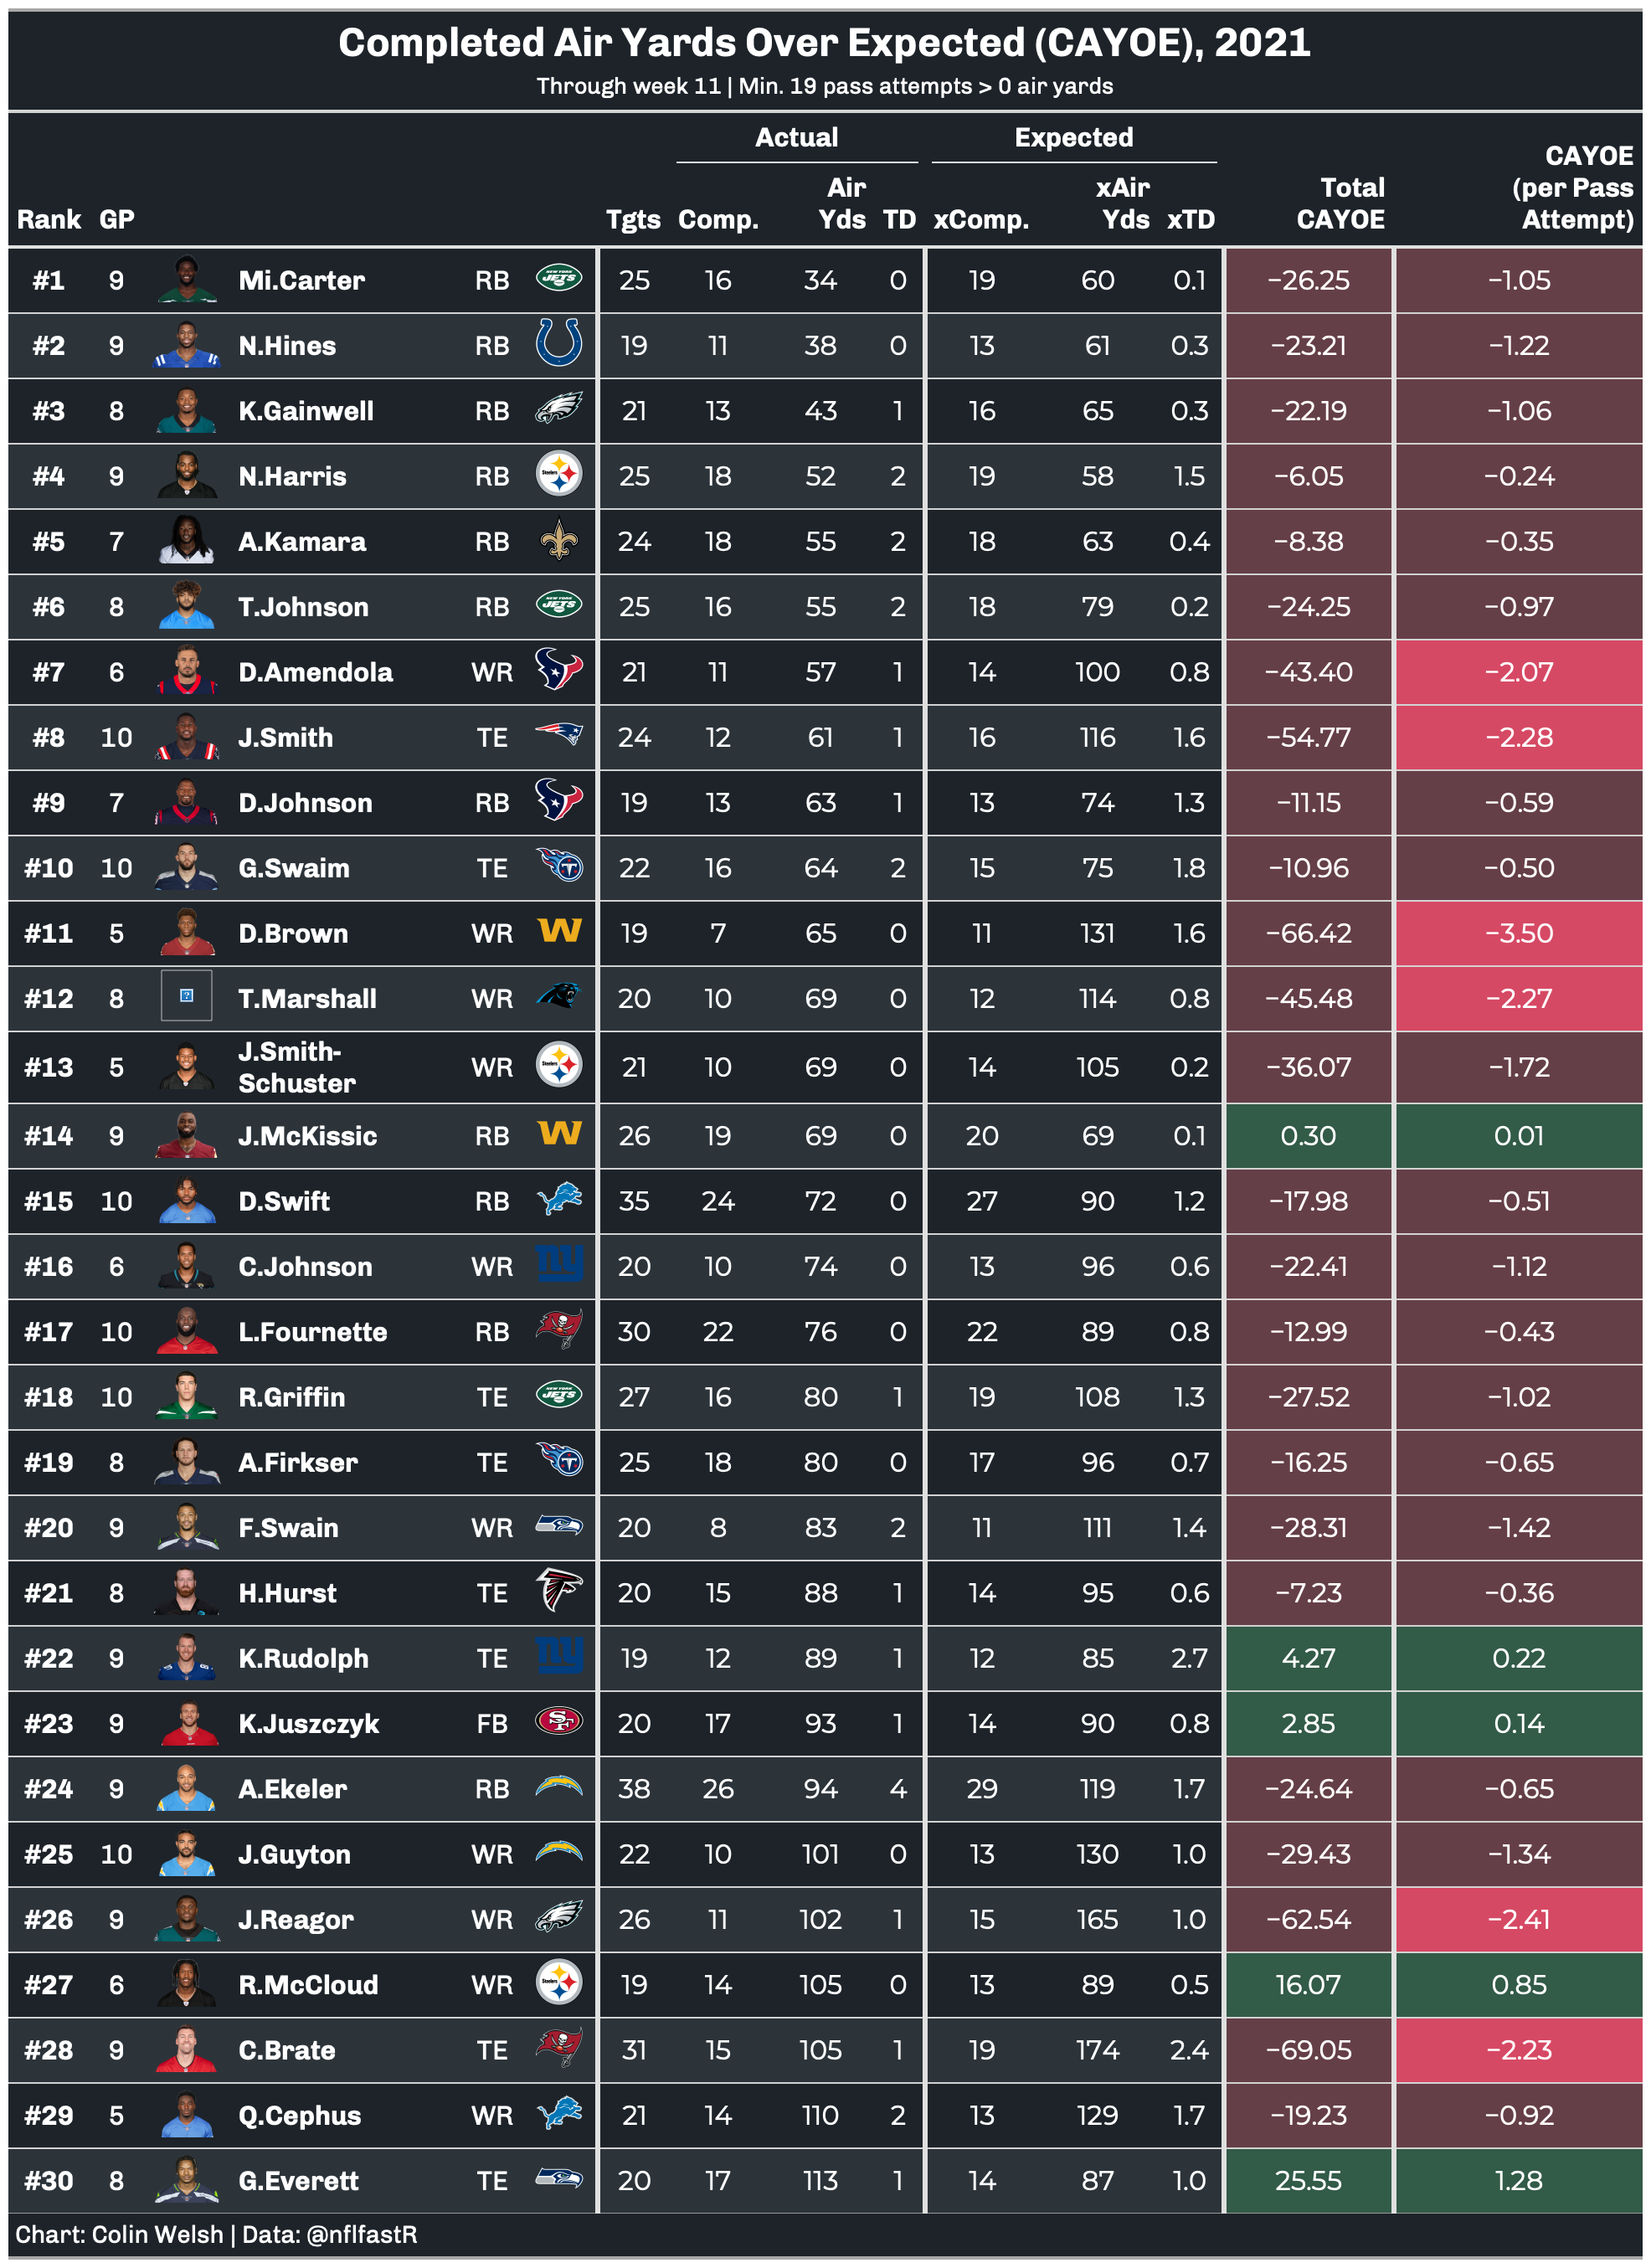 Completed Air Yards Over Expected (CAYOE), 2021
Through week 11 | Min. 19 pass attempts > 0 air yards
Actual Expected
Rank GP Tgts Comp. Air Yds TD xComp. xAir Yds xTD Total CAYOE CAYOE (per Pass Attempt)
#1 9 Mi.Carter RB NEW YORK JETS 25 16 34 0 19 60 0.1 −26.25 −1.05
#2 9 N.Hines RB 19 11 38 0 13 61 0.3 −23.21 −1.22
#3 8 K.Gainwell RB 21 13 43 1 16 65 0.3 −22.19 −1.06
#4 9 N.Harris RB Steelers 25 18 52 2 19 58 1.5 −6.05 −0.24
#5 7 A.Kamara RB 24 18 55 2 18 63 0.4 −8.38 −0.35
#6 8 T.Johnson RB NEW YORK JETS 25 16 55 2 18 79 0.2 −24.25 −0.97
#7 6 D.Amendola WR 21 11 57 1 14 100 0.8 −43.40 −2.07
#8 10 J.Smith TE 24 12 61 1 16 116 1.6 −54.77 −2.28
#9 7 D.Johnson RB 19 13 63 1 13 74 1.3 −11.15 −0.59
#10 10 G.Swaim TE T 22 16 64 2 15 75 1.8 −10.96 −0.50
#11 5 D.Brown WR W 19 7 65 0 11 131 1.6 −66.42 −3.50
#12 8 ? T.Marshall WR 20 10 69 0 12 114 0.8 −45.48 −2.27
#13 5 J.Smith-Schuster WR Steelers 21 10 69 0 14 105 0.2 −36.07 −1.72
#14 9 J.McKissic RB W 26 19 69 0 20 69 0.1 0.30 0.01
#15 10 D.Swift RB 35 24 72 0 27 90 1.2 −17.98 −0.51
#16 6 C.Johnson WR ny 20 10 74 0 13 96 0.6 −22.41 −1.12
#17 10 L.Fournette RB 30 22 76 0 22 89 0.8 −12.99 −0.43
#18 10 R.Griffin TE NEW YORK JETS 27 16 80 1 19 108 1.3 −27.52 −1.02
#19 8 A.Firkser TE T 25 18 80 0 17 96 0.7 −16.25 −0.65
#20 9 F.Swain WR 20 8 83 2 11 111 1.4 −28.31 −1.42
#21 8 H.Hurst TE 20 15 88 1 14 95 0.6 −7.23 −0.36
#22 9 K.Rudolph TE ny 19 12 89 1 12 85 2.7 4.27 0.22
#23 9 K.Juszczyk FB SF 20 17 93 1 14 90 0.8 2.85 0.14
#24 9 A.Ekeler RB 38 26 94 4 29 119 1.7 −24.64 −0.65
#25 10 J.Guyton WR 22 10 101 0 13 130 1.0 −29.43 −1.34
#26 9 J.Reagor WR 26 11 102 1 15 165 1.0 −62.54 −2.41
#27 6 R.McCloud WR Steelers 19 14 105 0 13 89 0.5 16.07 0.85
#28 9 C.Brate TE 31 15 105 1 19 174 2.4 −69.05 −2.23
#29 5 Q.Cephus WR 21 14 110 2 13 129 1.7 −19.23 −0.92
#30 8 G.Everett TE 20 17 113 1 14 87 1.0 25.55 1.28
Chart: Colin Welsh | Data: @nflfastR